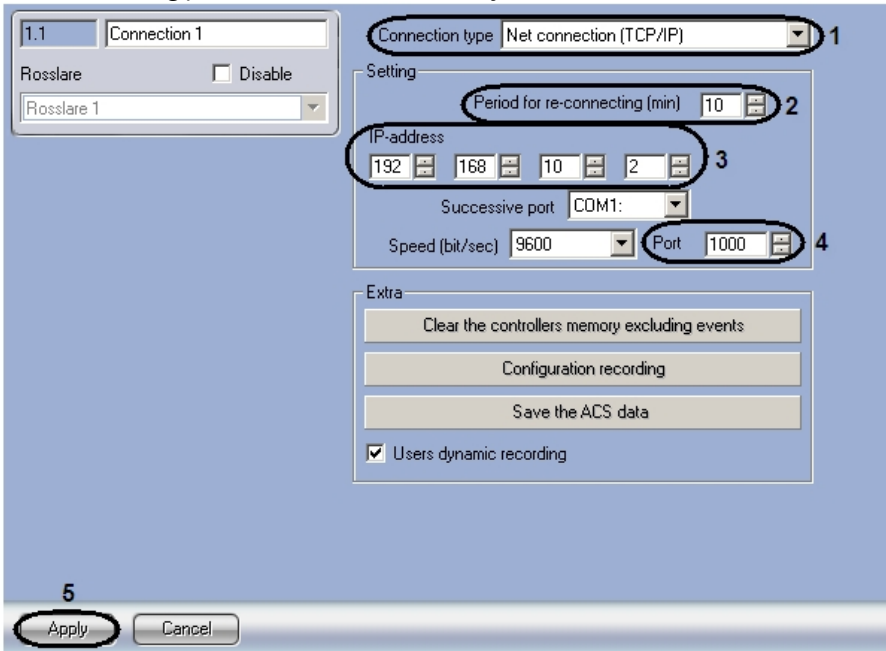 1.1 Connection 1
Rosslare Disable
Rosslare 1
Connection type Net connection (TCP/IP) 1
Setting
Period for re-connecting (min) 10 2
IP-address
192 168 10 2 3
Successive port COM1:
Speed (bit/sec) 9600 Port 1000 4
Extra
Clear the controllers memory excluding events
Configuration recording
Save the ACS data
Users dynamic recording
5
Apply Cancel